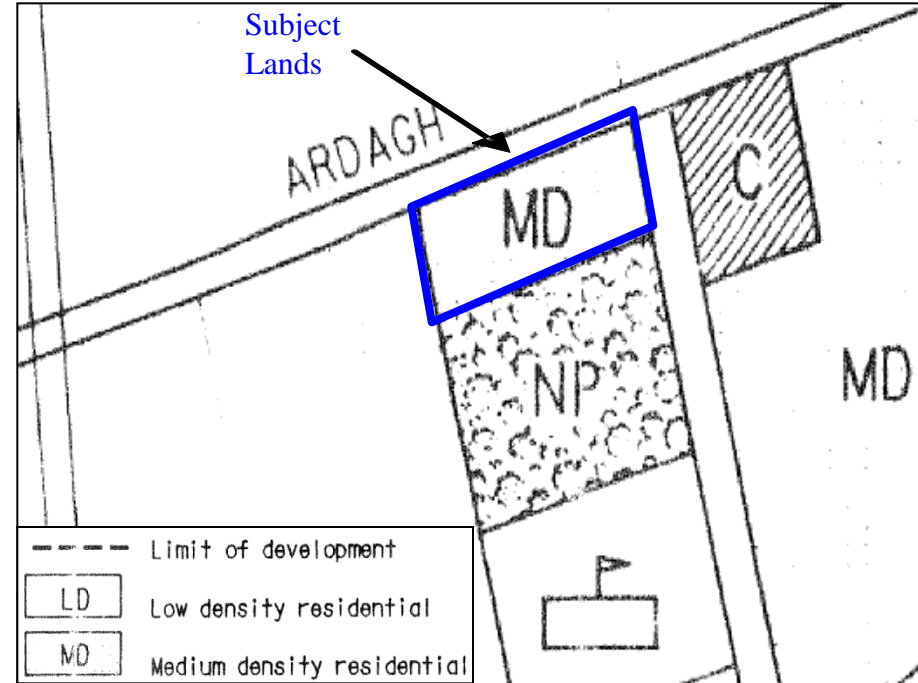 Subject
Lands
ARDAGH
MD
C
NP
MD
Limit of development
LD Low density residential
MD Medium density residential